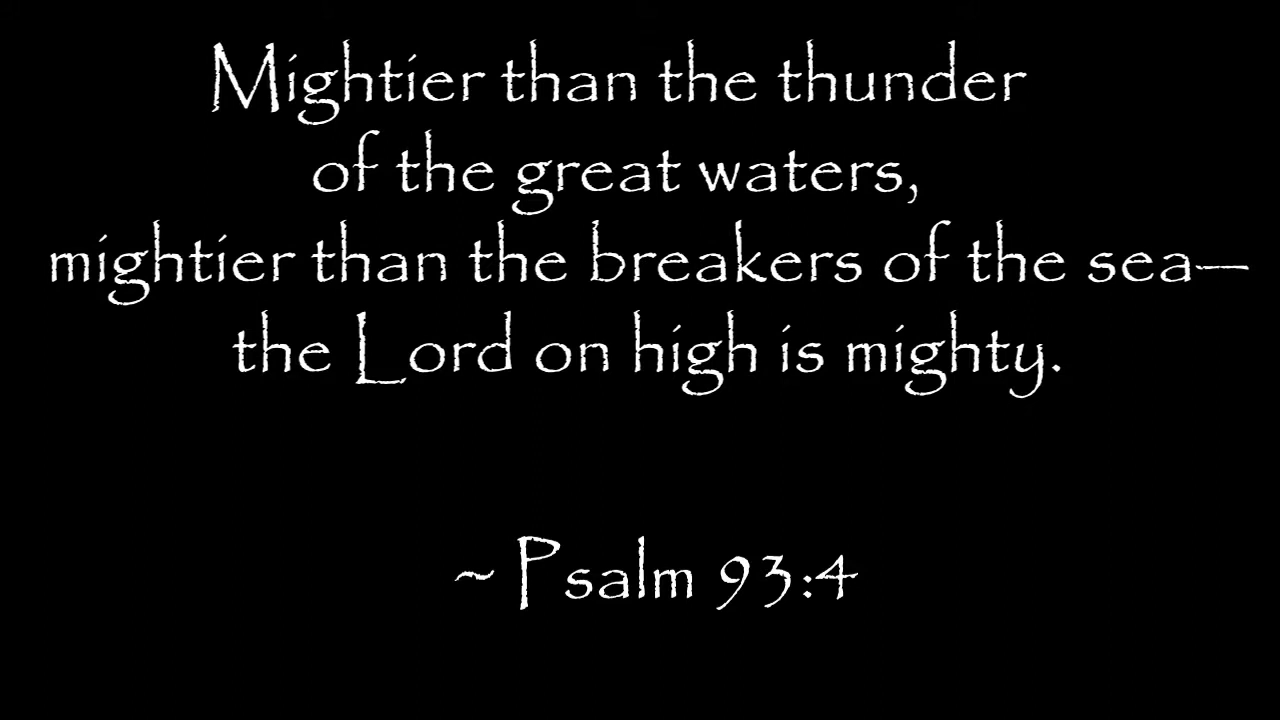 Mightier than the thunder
of the great waters,
mightier than the breakers of the sea—
the Lord on high is mighty.
~ Psalm 93:4